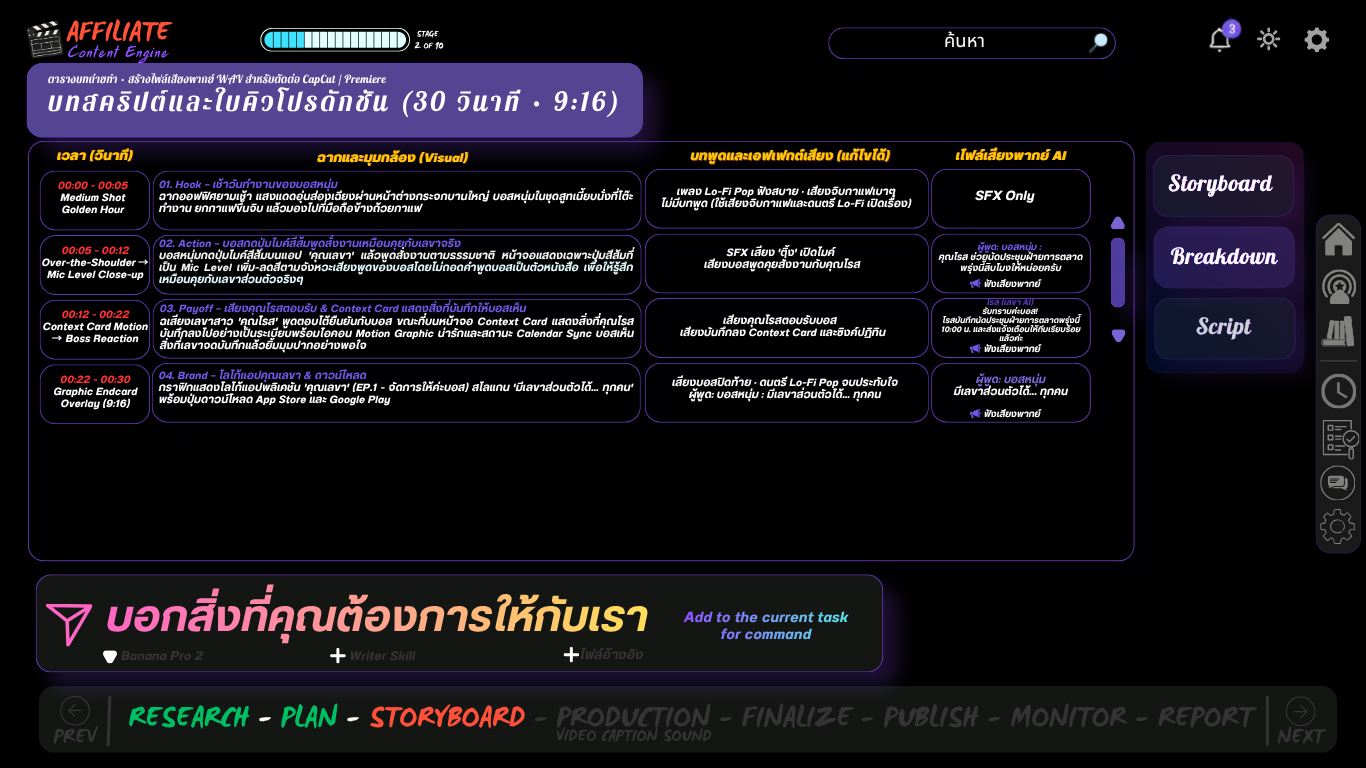 AFFILIATE
Content Engine
STAGE
2 OF 10
ค้นหา
3
ตารางบทถ่ายทำ • สร้างไฟล์เสียงพากย์ WAV สำหรับตัดต่อ CapCut / Premiere
บทสคริปต์และใบคิวโปรดักชัน (30 วินาที • 9:16)
เวลา (วินาที)
ฉากและมุมกล้อง (Visual)
บทพูดและเอฟเฟกต์เสียง (แก้ไขได้)
ไฟล์เสียงพากย์ AI
00:00 - 00:05
Medium Shot
Golden Hour
01. Hook – เช้าวันทำงานของบอสหนุ่ม
ฉากออฟฟิศยามเช้า แสงแดดอุ่นส่องเฉียงผ่านหน้าต่างกระจกบานใหญ่ บอสหนุ่มในชุดสูทเนี้ยบนั่งที่โต๊ะ
ทำงาน ยกกาแฟขึ้นจิบ แล้วมองไปที่มือถือข้างถ้วยกาแฟ
เพลง Lo-Fi Pop ฟังสบาย • เสียงจิบกาแฟเบาๆ
ไม่มีบทพูด (ใช้เสียงจิบกาแฟและดนตรี Lo-Fi เปิดเรื่อง)
SFX Only
00:05 - 00:12
Over-the-Shoulder →
Mic Level Close-up
02. Action – บอสกดปุ่มไมค์สีส้มพูดสั่งงานเหมือนคุยกับเลขาจริง
บอสหนุ่มกดปุ่มไมค์สีส้มบนแอป 'คุณเลขา' แล้วพูดสั่งงานตามธรรมชาติ หน้าจอแสดงเฉพาะปุ่มสีส้มที่
เป็น Mic Level เพิ่ม-ลดสีตามจังหวะเสียงพูดของบอสโดยไม่ถอดคำพูดบอสเป็นตัวหนังสือ เพื่อให้รู้สึก
เหมือนคุยกับเลขาส่วนตัวจริงๆ
SFX เสียง 'ติ๊ง' เปิดไมค์
เสียงบอสพูดคุยสั่งงานกับคุณโรส
ผู้พูด: บอสหนุ่ม :
คุณโรส ช่วยนัดประชุมฝ่ายการตลาด
พรุ่งนี้สิบโมงให้หน่อยครับ
ฟังเสียงพากย์
00:12 - 00:22
Context Card Motion
→ Boss Reaction
03. Payoff – เสียงคุณโรสตอบรับ & Context Card แสดงสิ่งที่บันทึกให้บอสเห็น
ฉเสียงเลขาสาว 'คุณโรส' พูดตอบโต้ยืนยันกับบอส ขณะที่บนหน้าจอ Context Card แสดงสิ่งที่คุณโรส
บันทึกลงไปอย่างเป็นระเบียบพร้อมไอคอน Motion Graphic น่ารักและสถานะ Calendar Sync บอสเห็น
สิ่งที่เลขาจดบันทึกแล้วยิ้มมุมปากอย่างพอใจ
เสียงคุณโรสตอบรับบอส
เสียงบันทึกลง Context Card และซิงค์ปฏิทิน
โรส (เลขา AI)
รับทราบค่ะบอส!
โรสบันทึกนัดประชุมฝ่ายการตลาดพรุ่งนี้
10:00 น. และส่งแจ้งเตือนให้ทีมเรียบร้อย
แล้วค่ะ
ฟังเสียงพากย์
00:22 - 00:30
Graphic Endcard
Overlay (9:16)
04. Brand – โลโก้แอปคุณเลขา & ดาวน์โหลด
กราฟิกแสดงโลโก้แอปพลิเคชัน 'คุณเลขา' (EP.1 - จัดการให้ค่ะบอส) สโลแกน 'มีเลขาส่วนตัวได้... ทุกคน'
พร้อมปุ่มดาวน์โหลด App Store และ Google Play
เสียงบอสปิดท้าย • ดนตรี Lo-Fi Pop จบประทับใจ
ผู้พูด: บอสหนุ่ม : มีเลขาส่วนตัวได้... ทุกคน
ผู้พูด: บอสหนุ่ม
มีเลขาส่วนตัวได้... ทุกคน
ฟังเสียงพากย์
Storyboard
Breakdown
Script
บอกสิ่งที่คุณต้องการให้กับเรา
Add to the current task
for command
Banana Pro 2
Writer Skill
ไฟล์อ้างอิง
PREV
RESEARCH - PLAN - STORYBOARD - PRODUCTION - FINALIZE - PUBLISH - MONITOR - REPORT
VIDEO CAPTION SOUND
NEXT